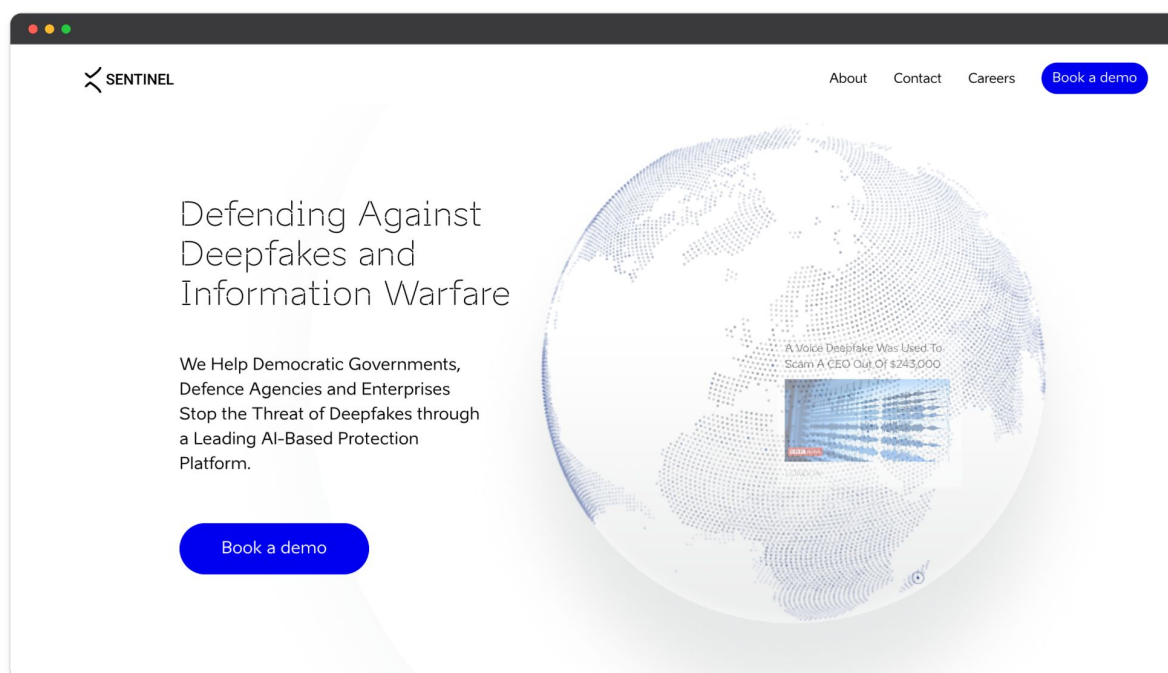 SENTINEL
About Contact Careers Book a demo
Defending Against
Deepfakes and
Information Warfare
We Help Democratic Governments,
Defence Agencies and Enterprises
Stop the Threat of Deepfakes through
a Leading AI-Based Protection
Platform.
A Voice Deepfake Was Used To
Scam A CEO Out Of $243,000
Book a demo